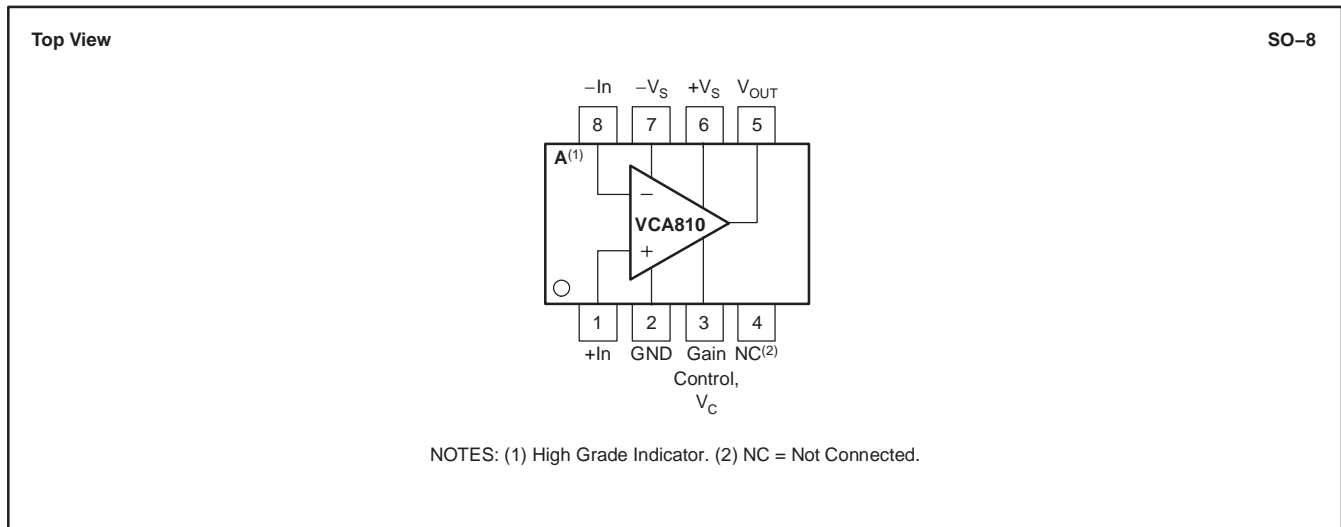 Top View
SO–8
–In –V_S +V_S V_OUT
8 7 6 5
A(1)
–
VCA810
+
1 2 3 4
+In GND Gain NC(2)
Control,
V_C
NOTES: (1) High Grade Indicator. (2) NC = Not Connected.